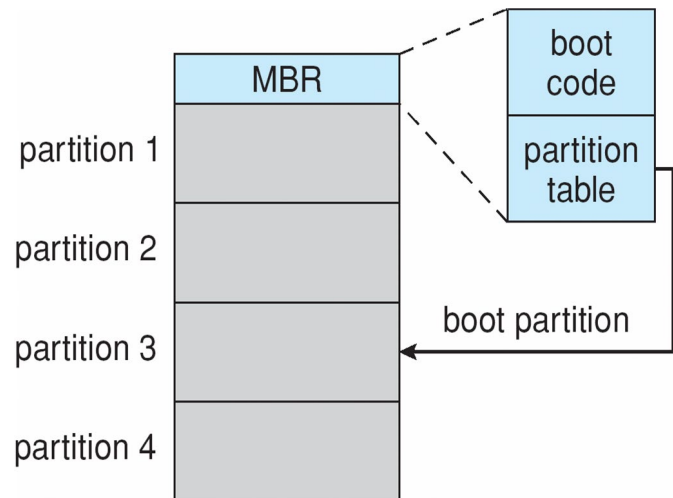 MBR
boot
code
partition
table
partition 1
partition 2
boot partition
partition 3
partition 4